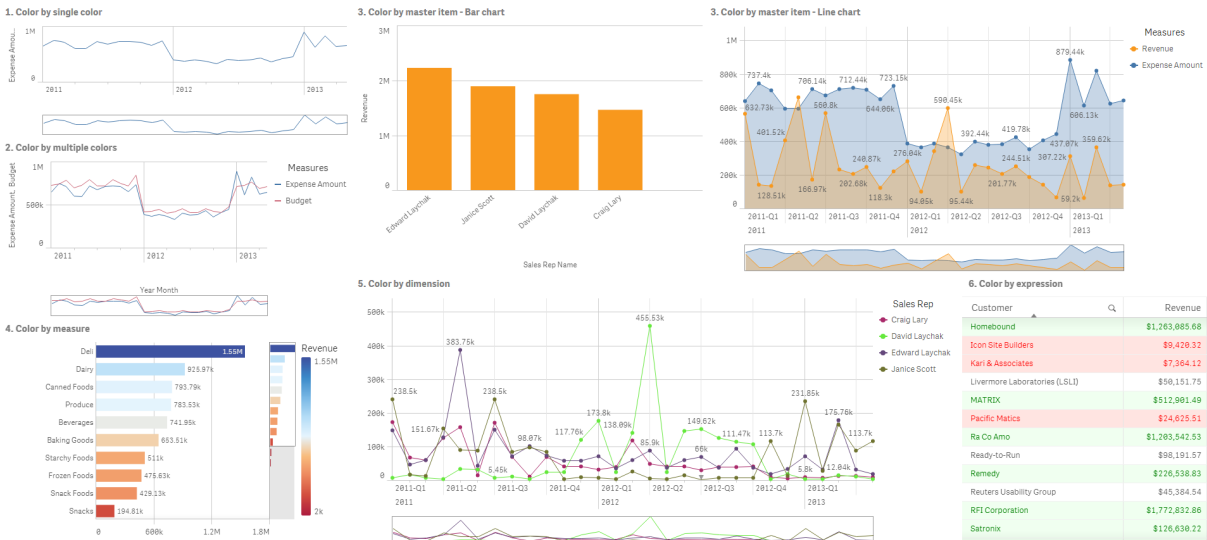 1. Color by single color
Expense Amou...
1M
0
2011
2012
2013
2. Color by multiple colors
Expense Amount, Budget
1M
500k
0
2011
2012
2013
Year Month
Measures
Expense Amount
Budget
3. Color by master item - Bar chart
Revenue
3M
2M
1M
0
Edward Laychak
Janice Scott
David Laychak
Craig Lary
Sales Rep Name
3. Color by master item - Line chart
Measures
Revenue
Expense Amount
1M
800k
600k
400k
200k
0
737.4k
632.73k
401.52k
128.51k
706.14k
560.8k
166.97k
712.44k
240.87k
202.68k
723.15k
644.06k
118.3k
276.04k
94.05k
590.45k
95.44k
392.44k
201.77k
419.78k
244.51k
307.22k
437.07k
59.2k
879.44k
606.13k
359.62k
2011-Q1
2011-Q2
2011-Q3
2011-Q4
2012-Q1
2012-Q2
2012-Q3
2012-Q4
2013-Q1
2011
2012
2013
4. Color by measure
Dell 1.55M
Dairy 925.97k
Canned Foods 793.79k
Produce 783.53k
Beverages 741.95k
Baking Goods 653.51k
Starchy Foods 511k
Frozen Foods 475.63k
Snack Foods 429.13k
Snacks 194.81k
0 600k 1.2M 1.8M
Revenue
1.55M
2k
5. Color by dimension
Sales Rep
Craig Lary
David Laychak
Edward Laychak
Janice Scott
500k
400k
300k
200k
100k
0
238.5k
151.67k
383.75k
238.5k
5.45k
98.07k
117.76k
173.8k
138.09k
455.53k
85.9k
149.62k
66k
111.47k
113.7k
231.85k
5.8k
175.76k
12.04k
113.7k
2011-Q1
2011-Q2
2011-Q3
2011-Q4
2012-Q1
2012-Q2
2012-Q3
2012-Q4
2013-Q1
2011
2012
2013
6. Color by expression
Customer Revenue
Homebound $1,263,085.68
Icon Site Builders $9,420.32
Kari & Associates $7,364.12
Livermore Laboratories (LSLI) $50,151.75
MATRIX $512,901.49
Pacific Matics $24,625.51
Ra Co Amo $1,203,542.53
Ready-to-Run $98,191.57
Remedy $226,538.83
Reuters Usability Group $45,384.54
RFI Corporation $1,772,832.86
Satronix $126,630.22